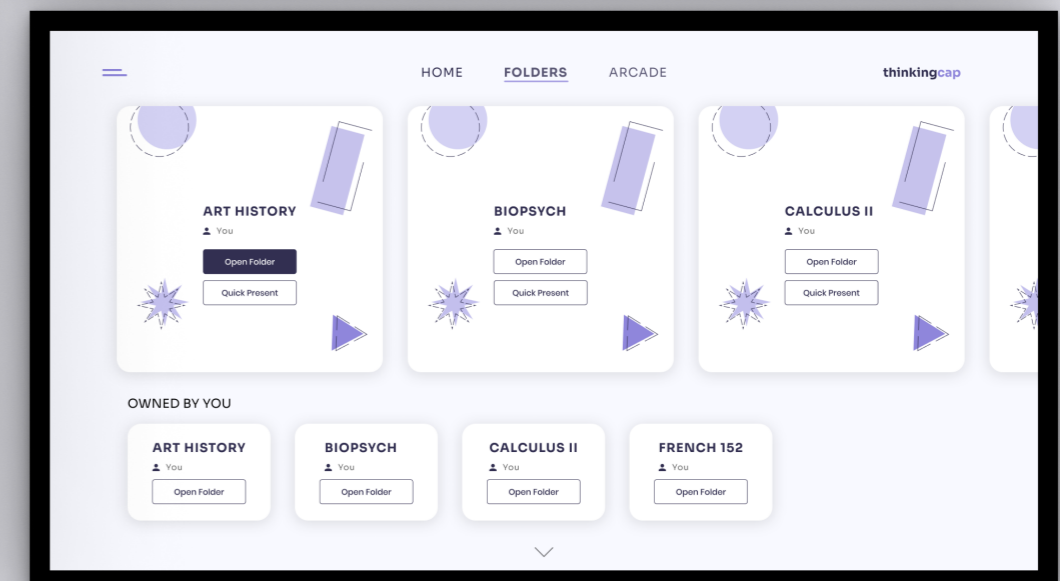 HOME FOLDERS ARCADE thinkingcap
ART HISTORY
You
Open Folder
Quick Present
BIOPSYCH
You
Open Folder
Quick Present
CALCULUS II
You
Open Folder
Quick Present
OWNED BY YOU
ART HISTORY
You
Open Folder
BIOPSYCH
You
Open Folder
CALCULUS II
You
Open Folder
FRENCH 152
You
Open Folder